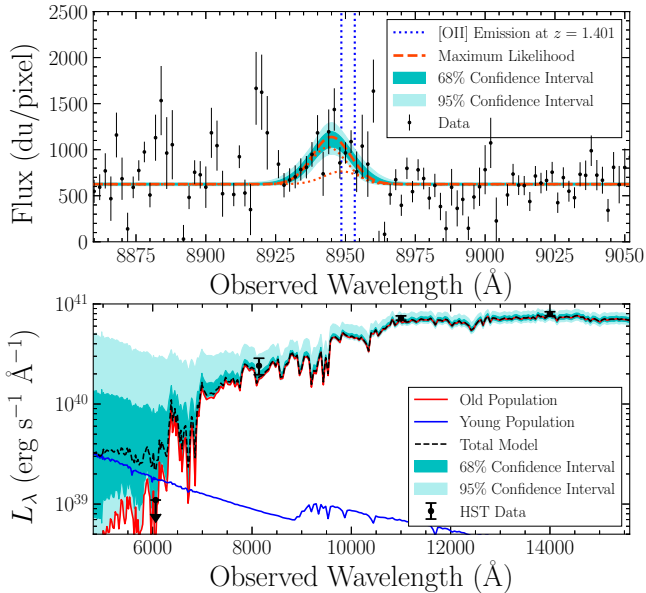 2500
2000
1500
1000
500
0
Flux (du/pixel)
[OII] Emission at z = 1.401
Maximum Likelihood
68% Confidence Interval
95% Confidence Interval
Data
8875 8900 8925 8950 8975 9000 9025 9050
Observed Wavelength (Å)
10^41
10^40
10^39
L_λ (erg s^−1 Å^−1)
Old Population
Young Population
Total Model
68% Confidence Interval
95% Confidence Interval
HST Data
6000 8000 10000 12000 14000
Observed Wavelength (Å)